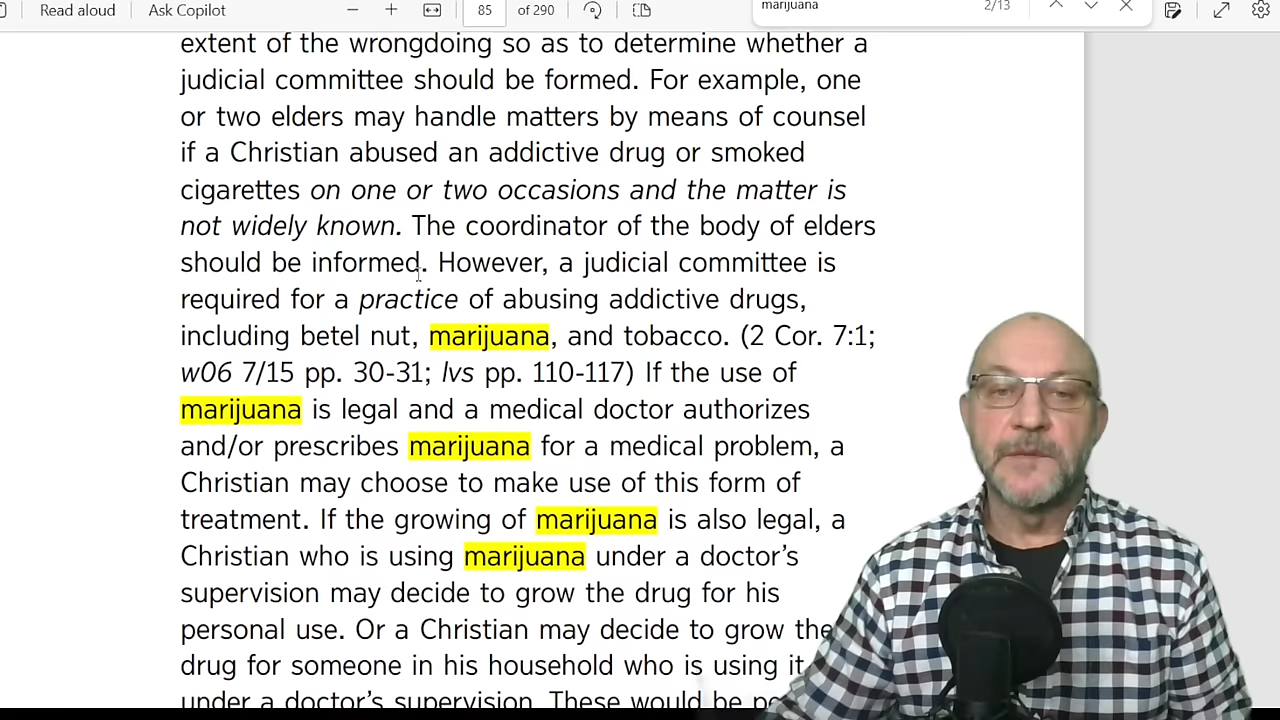 Read aloud Ask Copilot 85 of 290 marijuana 2/13
extent of the wrongdoing so as to determine whether a
judicial committee should be formed. For example, one
or two elders may handle matters by means of counsel
if a Christian abused an addictive drug or smoked
cigarettes on one or two occasions and the matter is
not widely known. The coordinator of the body of elders
should be informed. However, a judicial committee is
required for a practice of abusing addictive drugs,
including betel nut, marijuana, and tobacco. (2 Cor. 7:1;
w06 7/15 pp. 30-31; lvs pp. 110-117) If the use of
marijuana is legal and a medical doctor authorizes
and/or prescribes marijuana for a medical problem, a
Christian may choose to make use of this form of
treatment. If the growing of marijuana is also legal, a
Christian who is using marijuana under a doctor's
supervision may decide to grow the drug for his
personal use. Or a Christian may decide to grow the
drug for someone in his household who is using it
under a doctor's supervision. These would be